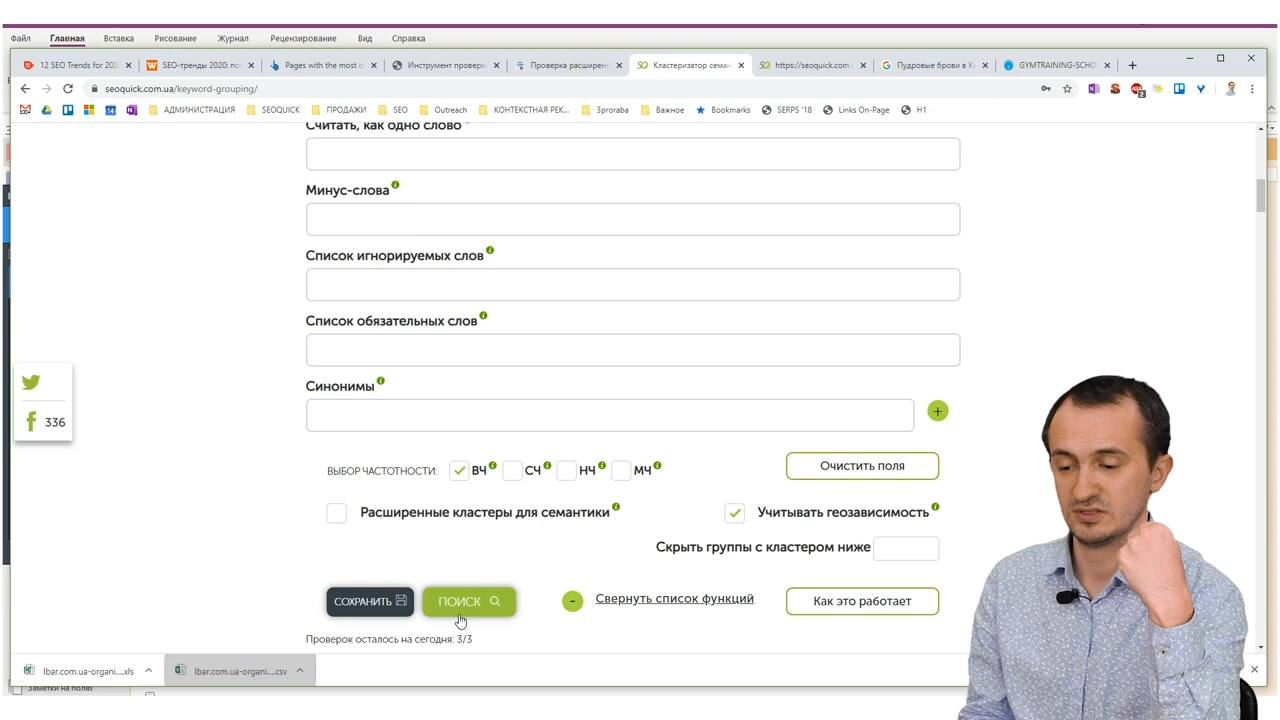 Файл Главная Вставка Рисование Журнал Рецензирование Вид Справка
12 SEO Trends for 202 SEO-тренды 2020: по Pages with the most o Инструмент проверк Проверка расширен Кластеризатор сема https://seoquick.com. Пудровые брови в К GYMTRAINING-SCHO
seoquick.com.ua/keyword-grouping/
АДМИНИСТРАЦИЯ SEOQUICK ПРОДАЖИ SEO Outreach КОНТЕКСТНАЯ РЕК... 3proraba Важное Bookmarks SERPS '18 Links On-Page H1
Считать, как одно слово
Минус-слова
Список игнорируемых слов
Список обязательных слов
Синонимы
336
ВЫБОР ЧАСТОТНОСТИ: ВЧ СЧ НЧ МЧ Очистить поля
Расширенные кластеры для семантики Учитывать геозависимость
Скрыть группы с кластером ниже
СОХРАНИТЬ ПОИСК Свернуть список функций Как это работает
Проверок осталось на сегодня: 3/3
lbar.com.ua-organi....xls lbar.com.ua-organi....csv
Заметки на полях